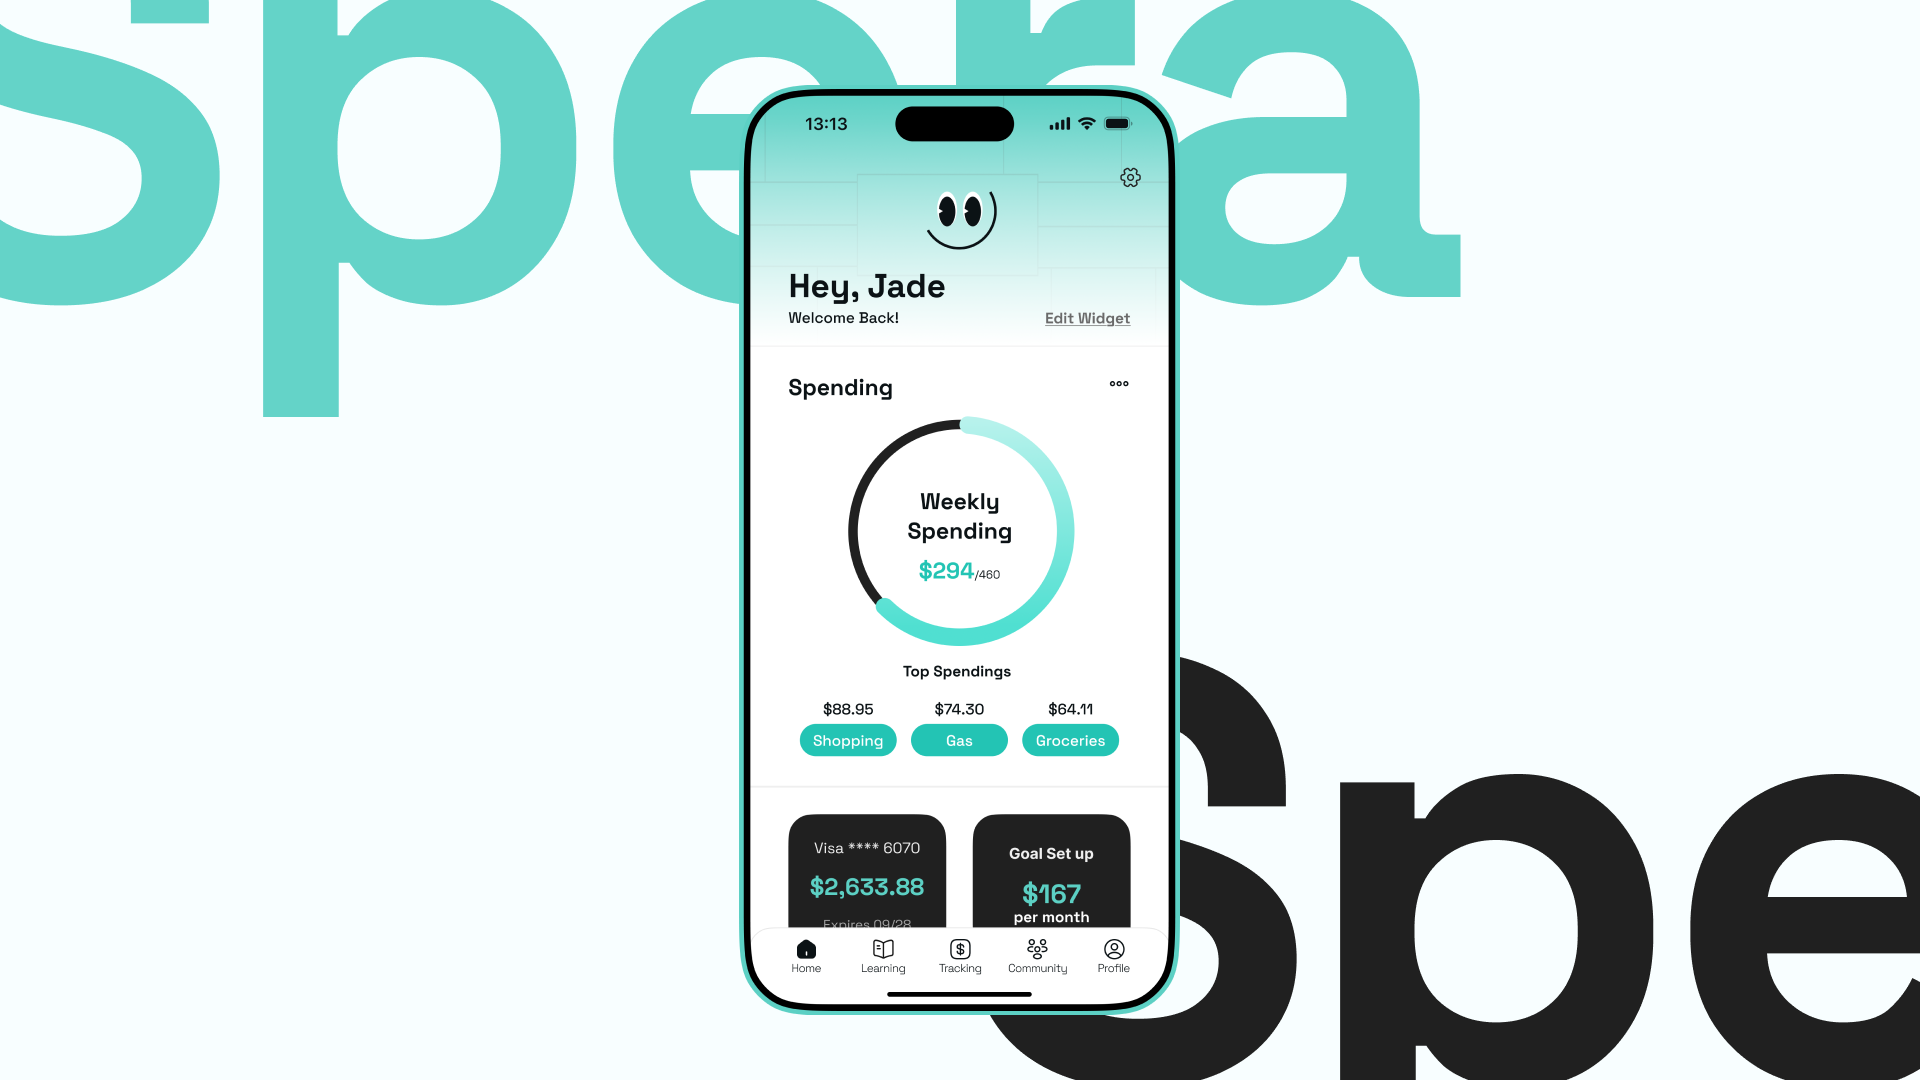 Spera
13:13
Hey, Jade
Welcome Back!
Edit Widget
Spending
Weekly
Spending
$294/460
Top Spendings
$88.95 $74.30 $64.11
Shopping Gas Groceries
Visa **** 6070
$2,633.88
Expires 09/28
Goal Set up
$167
per month
Home Learning Tracking Community Profile
Spe